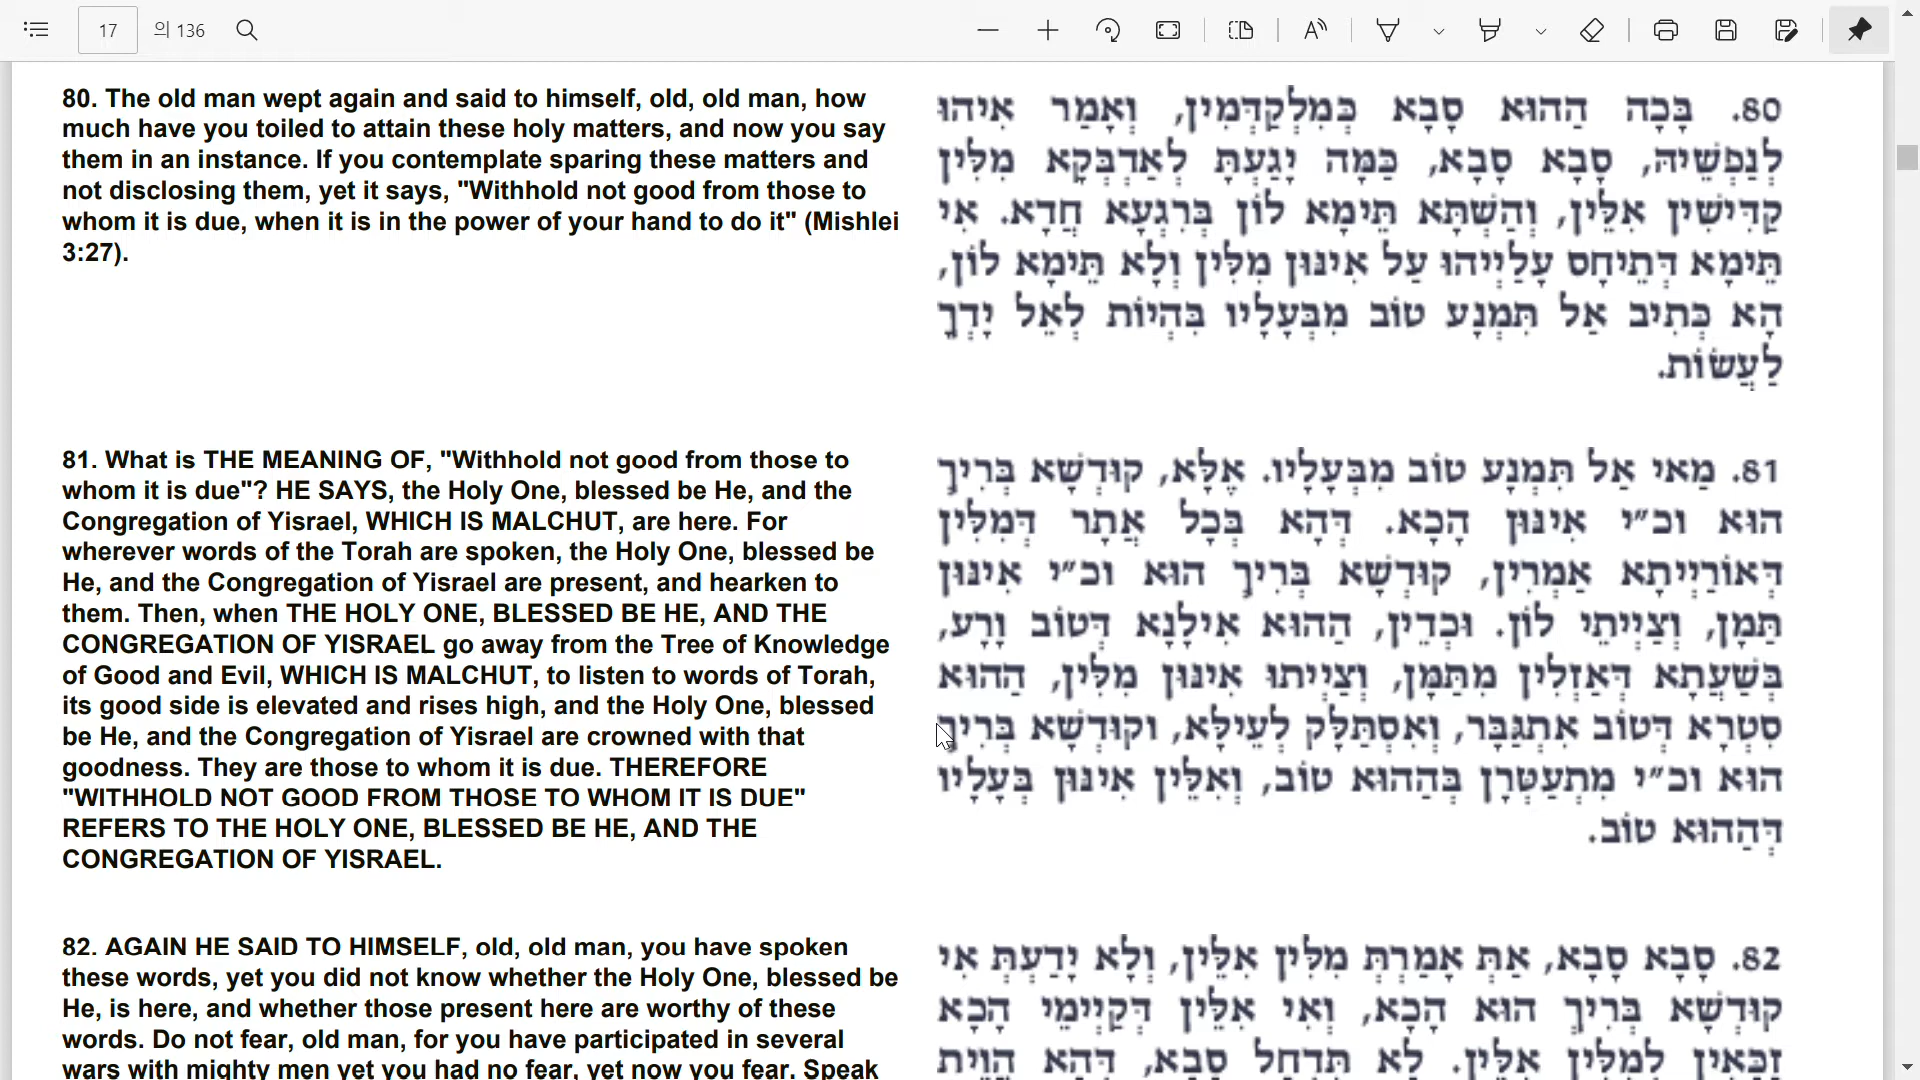 17 의 136
80. The old man wept again and said to himself, old, old man, how
much have you toiled to attain these holy matters, and now you say
them in an instance. If you contemplate sparing these matters and
not disclosing them, yet it says, "Withhold not good from those to
whom it is due, when it is in the power of your hand to do it" (Mishlei
3:27).
80. בָּכָה הַהוּא סָבָא כְּמִלְּקַדְּמִין, וְאָמַר אִיהוּ
לְנַפְשֵׁיהּ, סָבָא סָבָא, כַּמָּה יָגַעְתָּ לְאַדְבְּקָא מִלִּין
קַדִּישִׁין אִלֵּין, וְהַשְׁתָּא תֵּימָא לוֹן בְּרִגְעָא חֲדָא. אִי
תֵּימָא דְּתֵיחָס עָלַיְיהוּ עַל אִינּוּן מִלִּין וְלָא תֵּימָא לוֹן,
הָא כְּתִיב אַל תִּמְנָע טוֹב מִבְּעָלָיו בִּהְיוֹת לְאֵל יָדְךָ
לַעֲשׂוֹת.
81. What is THE MEANING OF, "Withhold not good from those to
whom it is due"? HE SAYS, the Holy One, blessed be He, and the
Congregation of Yisrael, WHICH IS MALCHUT, are here. For
wherever words of the Torah are spoken, the Holy One, blessed be
He, and the Congregation of Yisrael are present, and hearken to
them. Then, when THE HOLY ONE, BLESSED BE HE, AND THE
CONGREGATION OF YISRAEL go away from the Tree of Knowledge
of Good and Evil, WHICH IS MALCHUT, to listen to words of Torah,
its good side is elevated and rises high, and the Holy One, blessed
be He, and the Congregation of Yisrael are crowned with that
goodness. They are those to whom it is due. THEREFORE
"WITHHOLD NOT GOOD FROM THOSE TO WHOM IT IS DUE"
REFERS TO THE HOLY ONE, BLESSED BE HE, AND THE
CONGREGATION OF YISRAEL.
81. מַאי אַל תִּמְנָע טוֹב מִבְּעָלָיו. אֶלָּא, קוּדְשָׁא בְּרִיךְ
הוּא וכ״י אִינּוּן הָכָא. דְּהָא בְּכָל אֲתָר דְּמִלִּין
דְּאוֹרַיְיתָא אַמְרִין, קוּדְשָׁא בְּרִיךְ הוּא וכ״י אִינּוּן
תַּמָּן, וְצַיְיתֵי לוֹן. וּכְדֵין, הַהוּא אִילָנָא דְּטוֹב וָרָע,
בְּשַׁעֲתָא דְּאַזְלִין מִתַּמָּן, וְצַיְיתוּ אִינּוּן מִלִּין, הַהוּא
סִטְרָא דְּטוֹב אִתְגַּבָּר, וְאִסְתַּלָּק לְעֵילָּא, וקוּדְשָׁא בְּרִיךְ
הוּא וכ״י מִתְעַטְּרָן בְּהַהוּא טוֹב, וְאִלֵּין אִינּוּן בְּעָלָיו
דְּהַהוּא טוֹב.
82. AGAIN HE SAID TO HIMSELF, old, old man, you have spoken
these words, yet you did not know whether the Holy One, blessed be
He, is here, and whether those present here are worthy of these
words. Do not fear, old man, for you have participated in several
wars with mighty men yet you had no fear, yet now you fear. Speak
82. סָבָא סָבָא, אַתְּ אָמַרְתְּ מִלִּין אִלֵּין, וְלָא יָדַעְתְּ אִי
קוּדְשָׁא בְּרִיךְ הוּא הָכָא, וְאִי אִלֵּין דְּקַיְימֵי הָכָא
זַכָּאִין לְמִלִּין אִלֵּין. לָא תִּדְחַל סָבָא, דְּהָא הֲוֵית